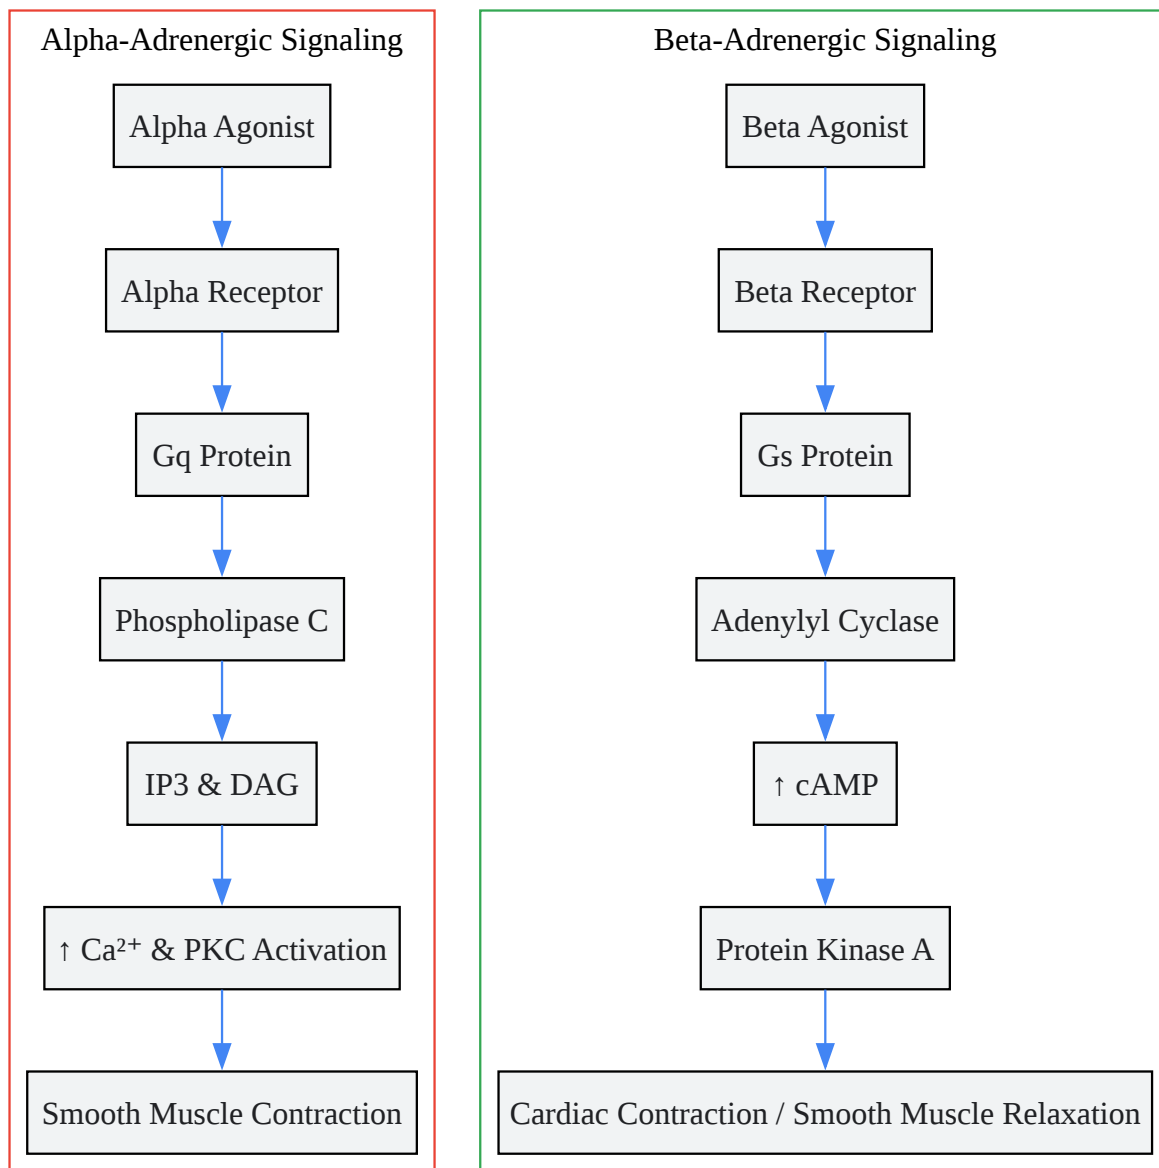 Alpha-Adrenergic Signaling
Alpha Agonist
Alpha Receptor
Gq Protein
Phospholipase C
IP3 & DAG
↑ Ca²⁺ & PKC Activation
Smooth Muscle Contraction
Beta-Adrenergic Signaling
Beta Agonist
Beta Receptor
Gs Protein
Adenylyl Cyclase
↑ cAMP
Protein Kinase A
Cardiac Contraction / Smooth Muscle Relaxation